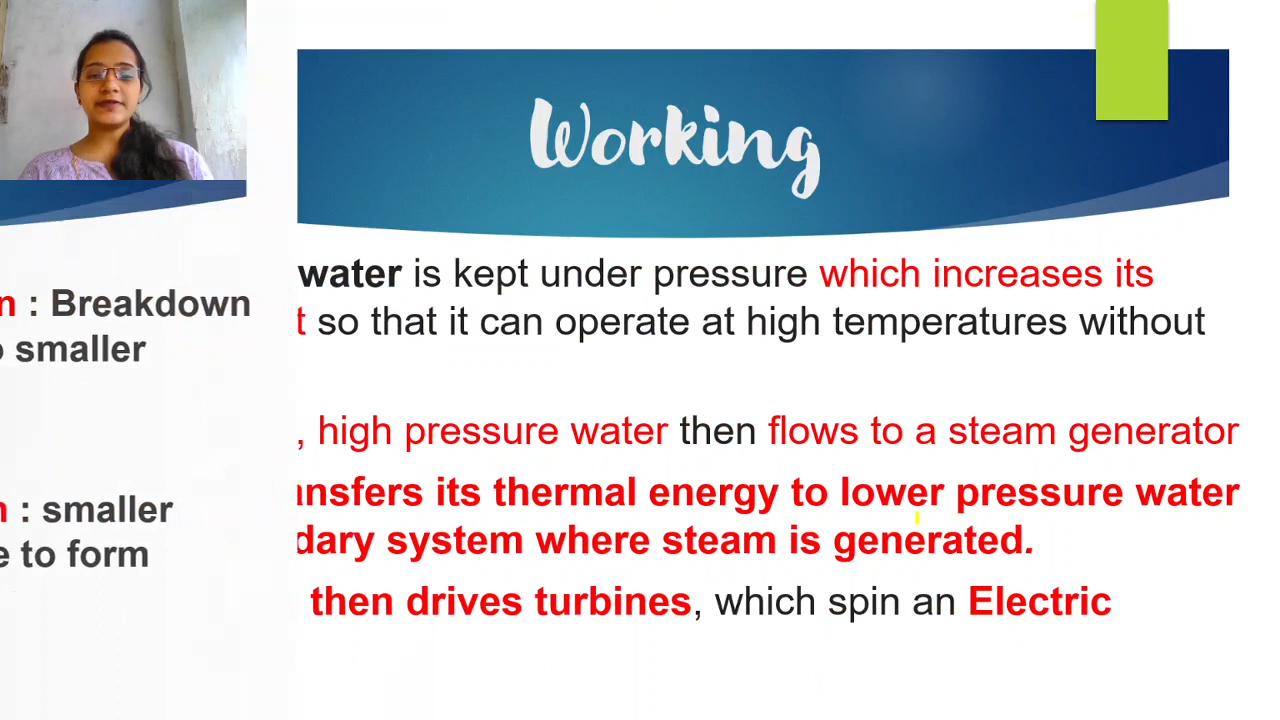 Working
water is kept under pressure which increases its
so that it can operate at high temperatures without
, high pressure water then flows to a steam generator
its thermal energy to lower pressure water
system where steam is generated.
then drives turbines, which spin an Electric
: Breakdown
smaller
: smaller
to form